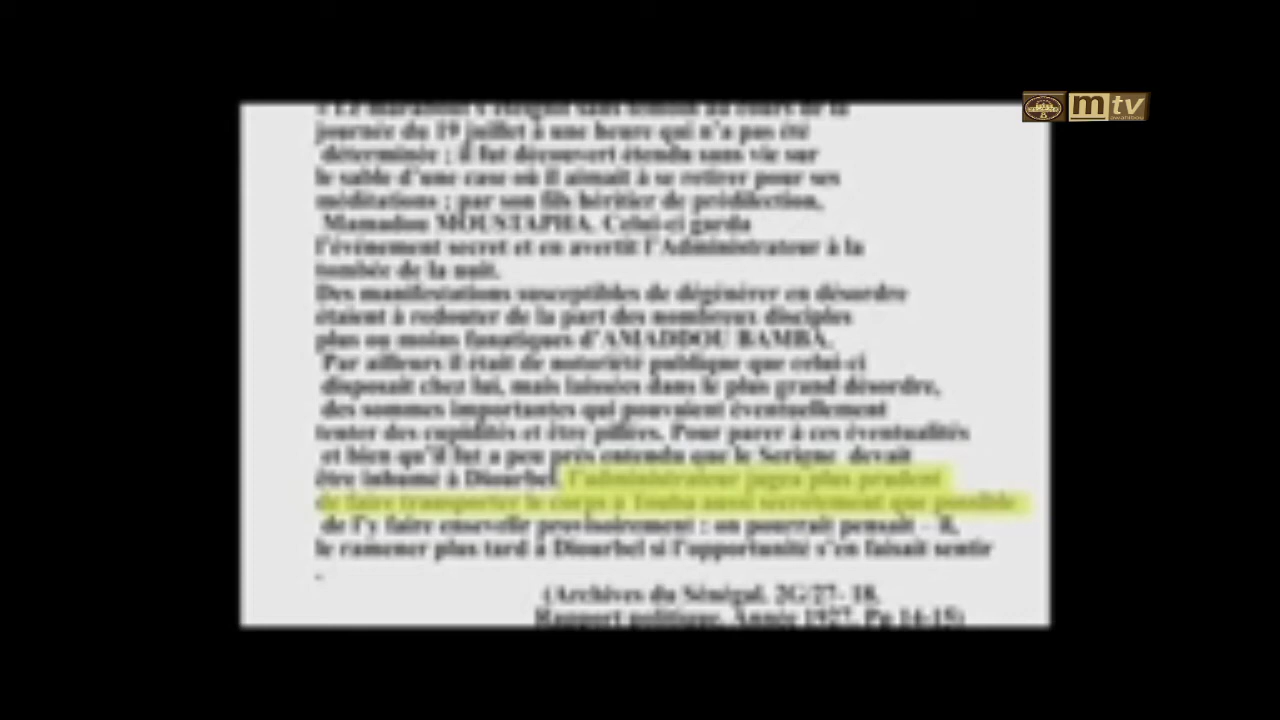 journée du 19 juillet à une heure qui n'a pas été
déterminée ; il fut découvert étendu sans vie sur
le sable d'une case où il aimait à se retirer pour ses
méditations ; par son fils héritier de prédilection,
Mamadou MOUSTAPHA. Celui-ci garda
l'événement secret et en avertit l'Administrateur à la
tombée de la nuit.
Des manifestations susceptibles de dégénérer en désordre
étaient à redouter de la part des nombreux disciples
plus ou moins fanatiques d'AMADDOU BAMBA.
Par ailleurs il était de notoriété publique que celui-ci
disposait chez lui, mais laissées dans le plus grand désordre,
des sommes importantes qui pouvaient éventuellement
tenter des cupidités et être pillées. Pour parer à ces éventualités
et bien qu'il fut a peu prés entendu que le Serigne devait
être inhumé à Diourbel, l'administrateur jugea plus prudent
de faire transporter le corps a Touba aussi secrètement que possible
de l'y faire ensevelir provisoirement : on pourrait pensait – il,
le ramener plus tard à Diourbel si l'opportunité s'en faisait sentir
.
(Archives du Sénégal, 2G/27- 18,
Rapport politique, Année 1927, Pp 14-15)
mtv